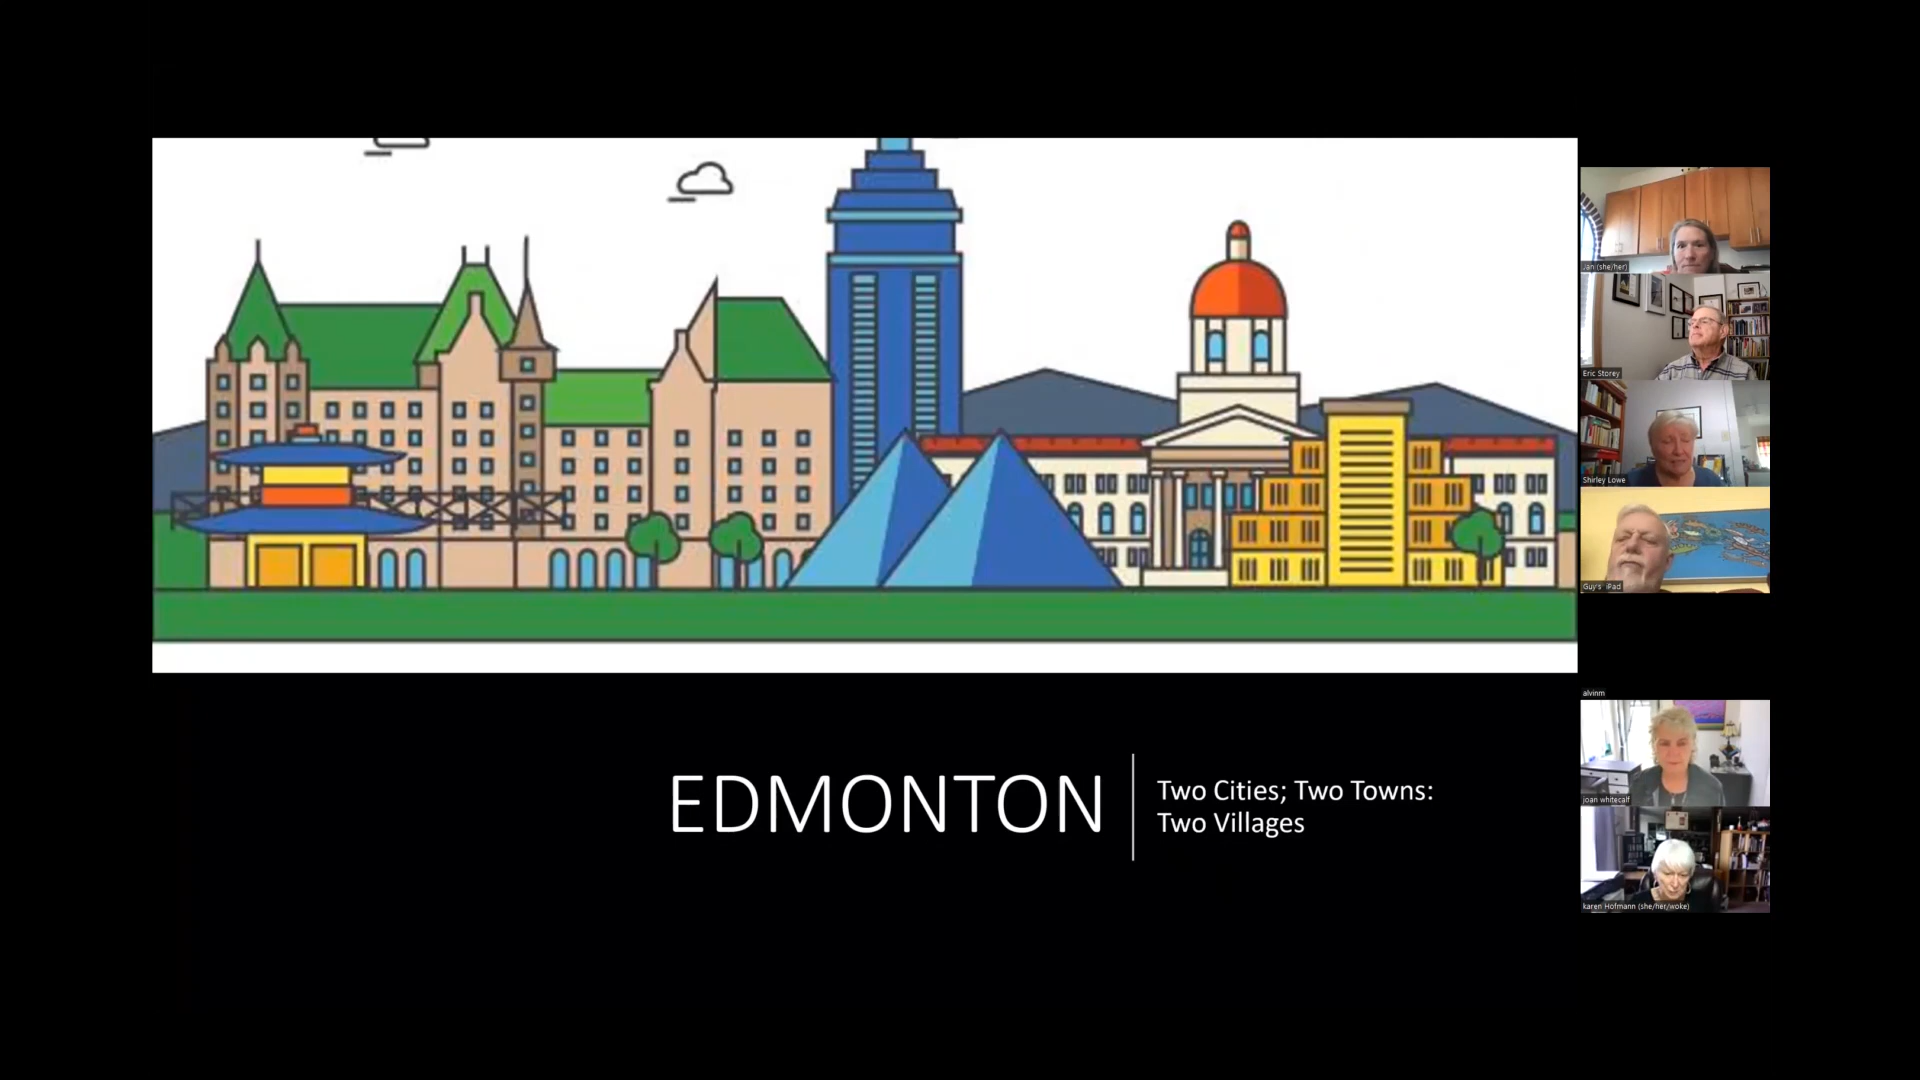 EDMONTON
Two Cities; Two Towns:
Two Villages
Jan (she/her)
Eric Storey
Shirley Lowe
Guy's iPad
alvinm
joan whitecalf
karen Hofmann (she/her/woke)